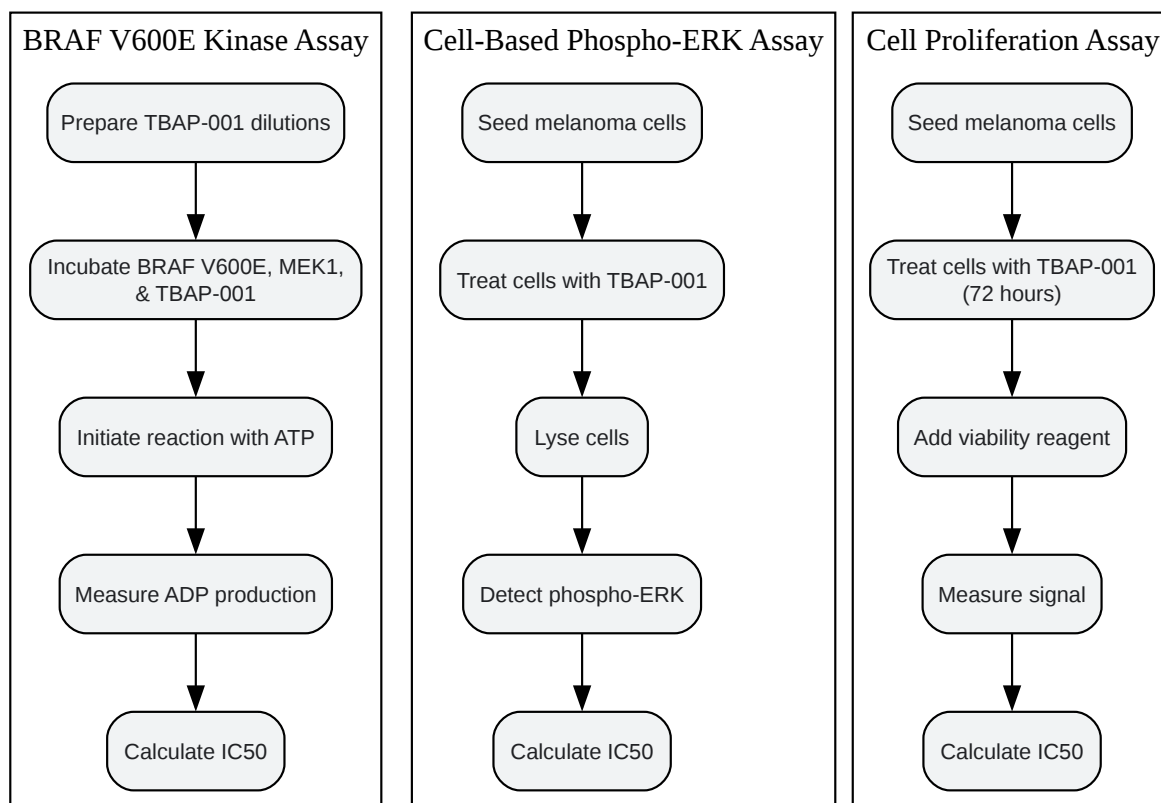 BRAF V600E Kinase Assay
Prepare TBAP-001 dilutions
Incubate BRAF V600E, MEK1,
& TBAP-001
Initiate reaction with ATP
Measure ADP production
Calculate IC50
Cell-Based Phospho-ERK Assay
Seed melanoma cells
Treat cells with TBAP-001
Lyse cells
Detect phospho-ERK
Calculate IC50
Cell Proliferation Assay
Seed melanoma cells
Treat cells with TBAP-001
(72 hours)
Add viability reagent
Measure signal
Calculate IC50